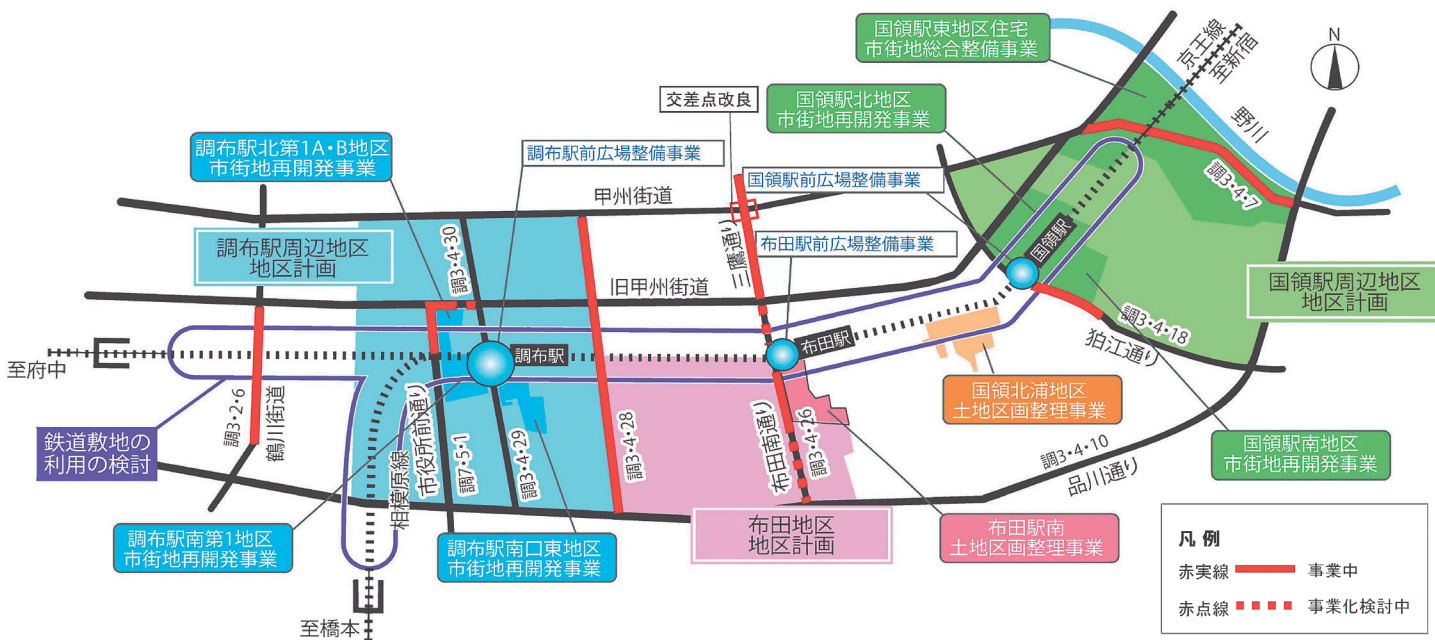 国領駅東地区住宅
市街地総合整備事業
京王線
至新宿
N
交差点改良
国領駅北地区
市街地再開発事業
野川
調布駅北第1A・B地区
市街地再開発事業
調布駅前広場整備事業
国領駅前広場整備事業
調3・4・7
甲州街道
調布駅周辺地区
地区計画
調3・4・30
三鷹通り
布田駅前広場整備事業
国領駅
旧甲州街道
国領駅周辺地区
地区計画
調3・4・18
狛江通り
至府中
調布駅
布田駅
国領北浦地区
土地区画整理事業
調3・2・6
鶴川街道
鉄道敷地の
利用の検討
相模原線
市役所前通り
調7・5・1
調3・4・29
調3・4・28
布田南通り
調3・4・26
国領駅南地区
市街地再開発事業
調3・4・10
品川通り
調布駅南第1地区
市街地再開発事業
調布駅南口東地区
市街地再開発事業
布田地区
地区計画
布田駅南
土地区画整理事業
至橋本
凡例
赤実線 事業中
赤点線 事業化検討中